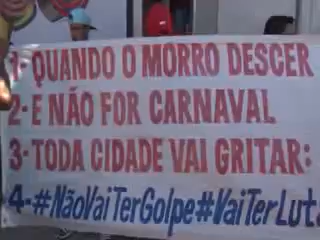 1-QUANDO O MORRO DESCER
2-E NÃO FOR CARNAVAL
3-TODA CIDADE VAI GRITAR:
4-#NãoVaiTerGolpe#VaiTerLut